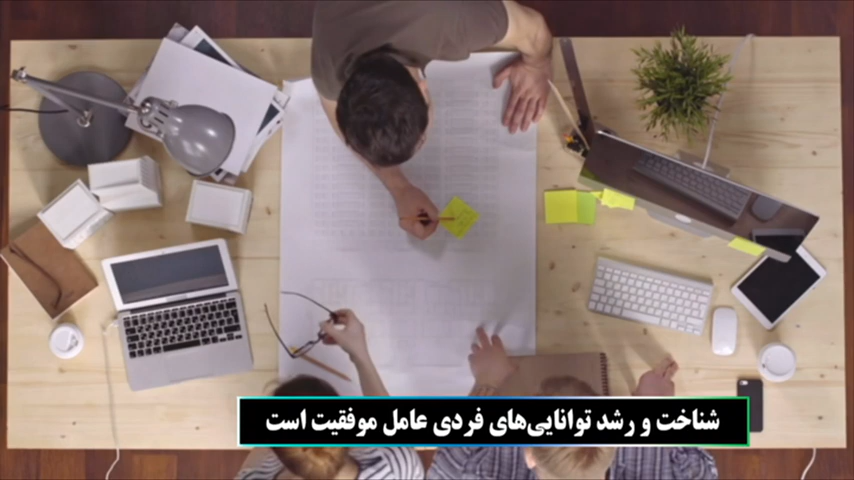 شناخت و رشد توانایی‌های فردی عامل موفقیت است